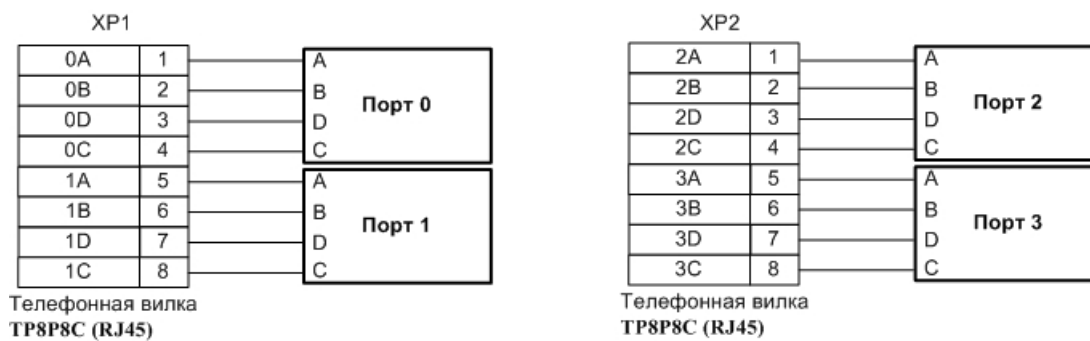 XP1
0A 1 A
0B 2 B
0D 3 D
0C 4 C
Порт 0
1A 5 A
1B 6 B
1D 7 D
1C 8 C
Порт 1
Телефонная вилка
TP8P8C (RJ45)
XP2
2A 1 A
2B 2 B
2D 3 D
2C 4 C
Порт 2
3A 5 A
3B 6 B
3D 7 D
3C 8 C
Порт 3
Телефонная вилка
TP8P8C (RJ45)